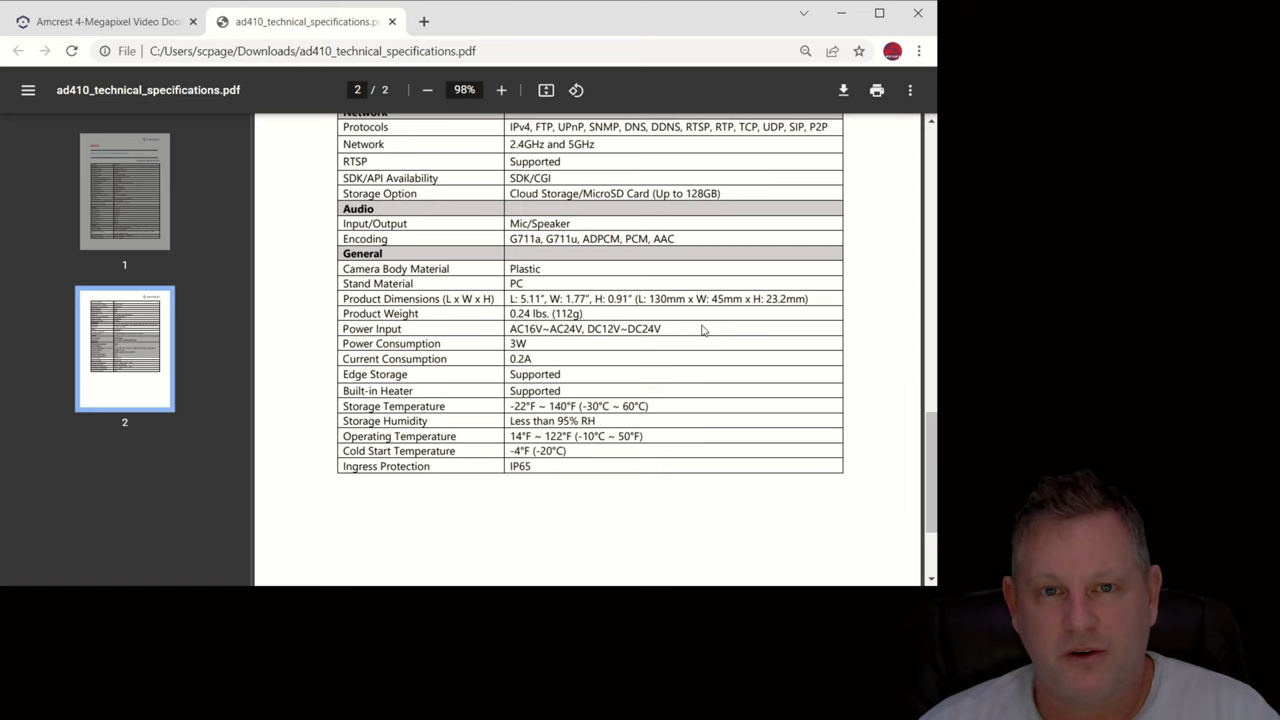 Amcrest 4-Megapixel Video Doo
ad410_technical_specifications.pd
File C:/Users/scpage/Downloads/ad410_technical_specifications.pdf
ad410_technical_specifications.pdf
2 / 2
98%
1
2
Network
Protocols IPv4, FTP, UPnP, SNMP, DNS, DDNS, RTSP, RTP, TCP, UDP, SIP, P2P
Network 2.4GHz and 5GHz
RTSP Supported
SDK/API Availability SDK/CGI
Storage Option Cloud Storage/MicroSD Card (Up to 128GB)
Audio
Input/Output Mic/Speaker
Encoding G711a, G711u, ADPCM, PCM, AAC
General
Camera Body Material Plastic
Stand Material PC
Product Dimensions (L x W x H) L: 5.11", W: 1.77", H: 0.91" (L: 130mm x W: 45mm x H: 23.2mm)
Product Weight 0.24 lbs. (112g)
Power Input AC16V~AC24V, DC12V~DC24V
Power Consumption 3W
Current Consumption 0.2A
Edge Storage Supported
Built-in Heater Supported
Storage Temperature -22°F ~ 140°F (-30°C ~ 60°C)
Storage Humidity Less than 95% RH
Operating Temperature 14°F ~ 122°F (-10°C ~ 50°F)
Cold Start Temperature -4°F (-20°C)
Ingress Protection IP65